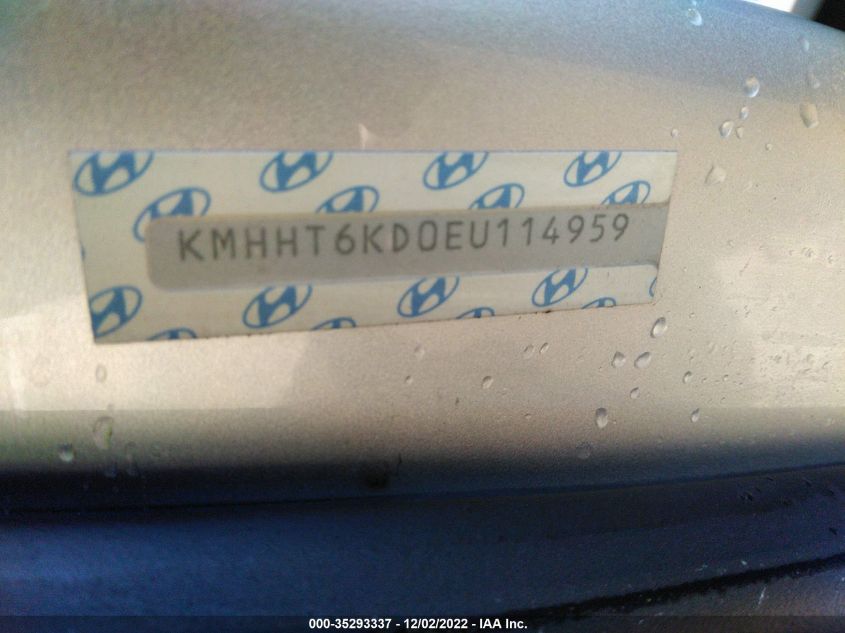 KMHHT6KD0EU114959
000-35293337 - 12/02/2022 - IAA Inc.